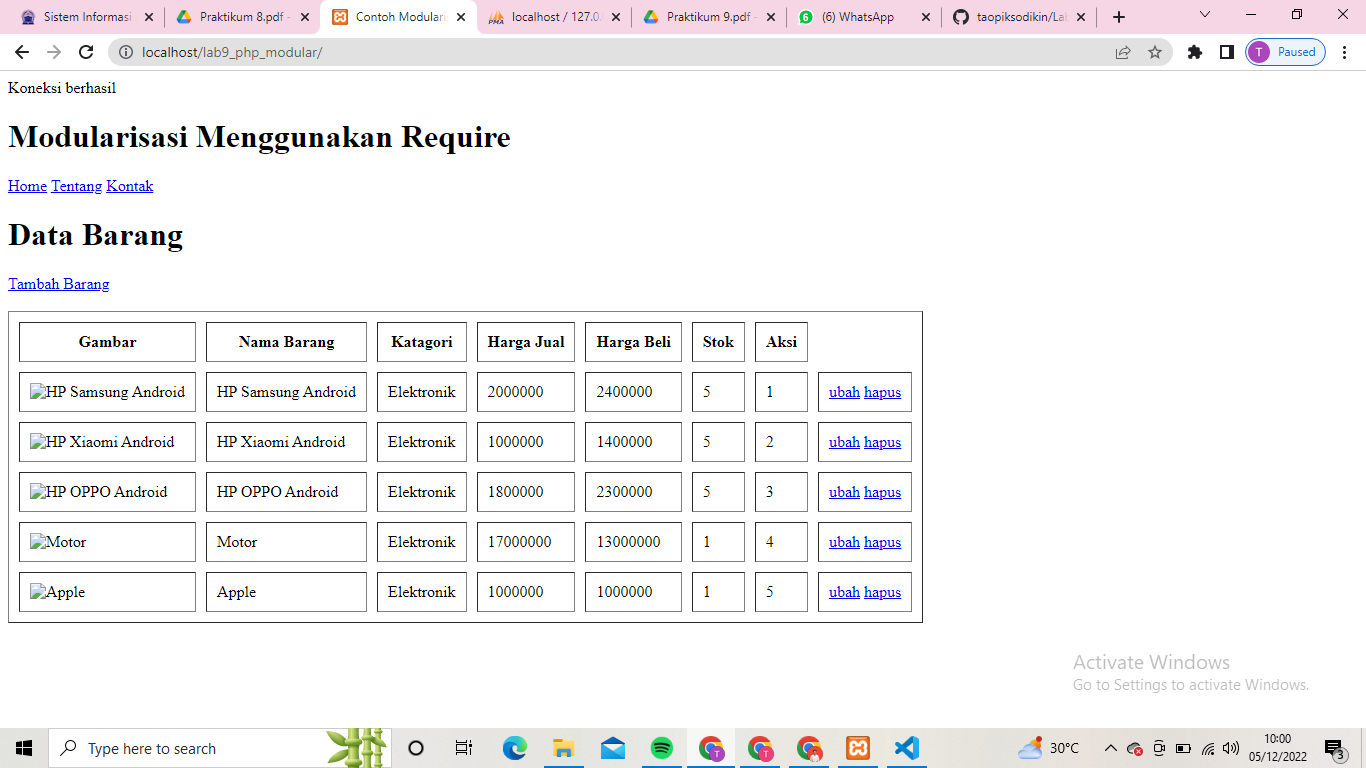 Sistem Informasi Praktikum 8.pdf - Contoh Modulari localhost / 127.0. Praktikum 9.pdf - (6) WhatsApp taopiksodikin/La
localhost/lab9_php_modular/ T Paused
Koneksi berhasil
Modularisasi Menggunakan Require
Home Tentang Kontak
Data Barang
Tambah Barang
Gambar Nama Barang Katagori Harga Jual Harga Beli Stok Aksi
HP Samsung Android HP Samsung Android Elektronik 2000000 2400000 5 1 ubah hapus
HP Xiaomi Android HP Xiaomi Android Elektronik 1000000 1400000 5 2 ubah hapus
HP OPPO Android HP OPPO Android Elektronik 1800000 2300000 5 3 ubah hapus
Motor Motor Elektronik 17000000 13000000 1 4 ubah hapus
Apple Apple Elektronik 1000000 1000000 1 5 ubah hapus
Activate Windows
Go to Settings to activate Windows.
Type here to search 30°C 10:00
05/12/2022 3